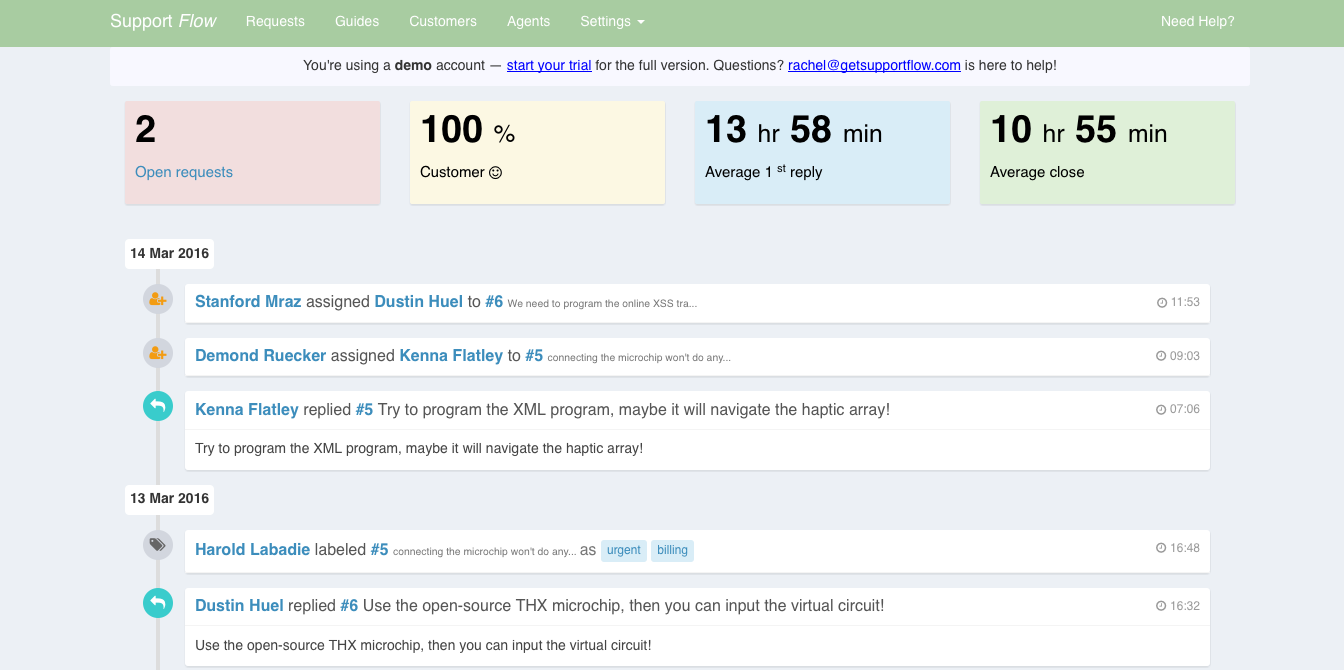 Support Flow Requests Guides Customers Agents Settings Need Help?
You're using a demo account — start your trial for the full version. Questions? rachel@getsupportflow.com is here to help!
2
Open requests
100 %
Customer
13 hr 58 min
Average 1 st reply
10 hr 55 min
Average close
14 Mar 2016
Stanford Mraz assigned Dustin Huel to #6 We need to program the online XSS tra... 11:53
Demond Ruecker assigned Kenna Flatley to #5 connecting the microchip won't do any... 09:03
Kenna Flatley replied #5 Try to program the XML program, maybe it will navigate the haptic array! 07:06
Try to program the XML program, maybe it will navigate the haptic array!
13 Mar 2016
Harold Labadie labeled #5 connecting the microchip won't do any... as urgent billing 16:48
Dustin Huel replied #6 Use the open-source THX microchip, then you can input the virtual circuit! 16:32
Use the open-source THX microchip, then you can input the virtual circuit!